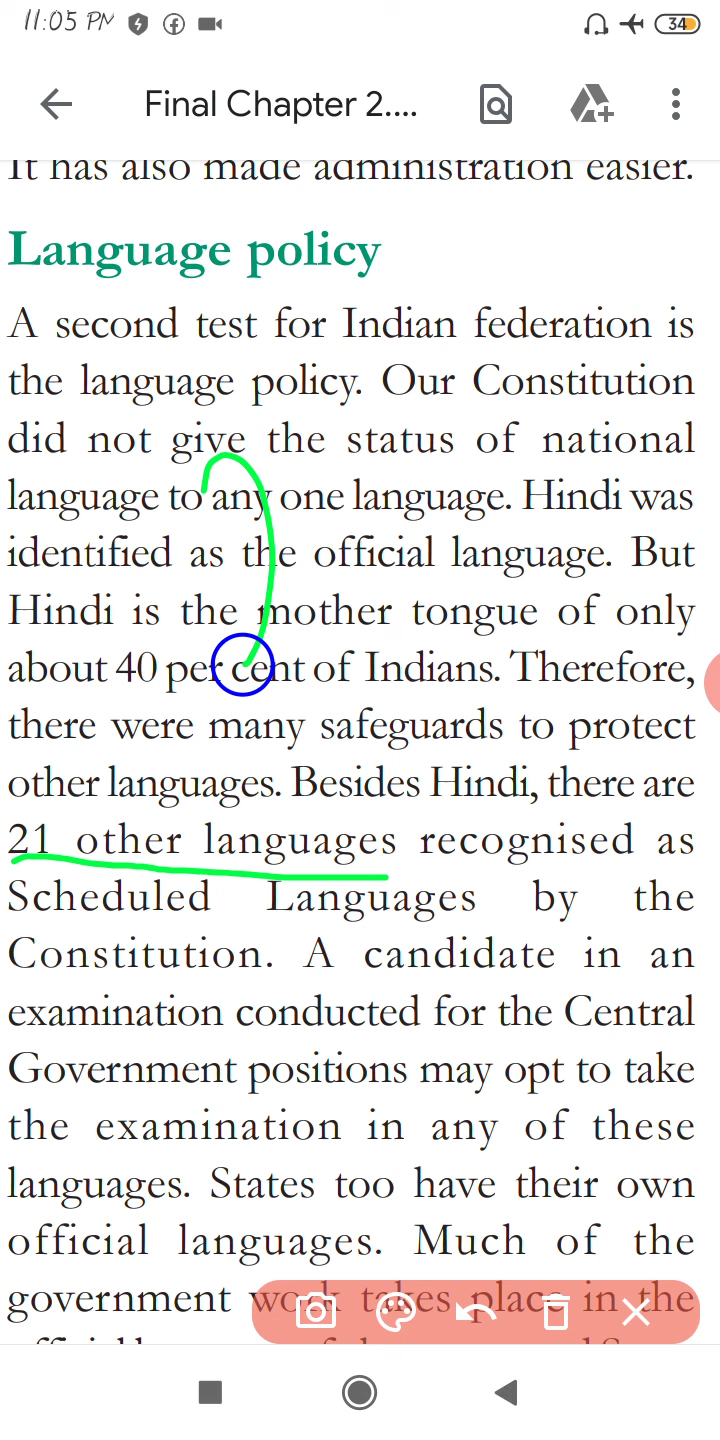 11:05 PM
34
Final Chapter 2....
It has also made administration easier.
Language policy
A second test for Indian federation is
the language policy. Our Constitution
did not give the status of national
language to any one language. Hindi was
identified as the official language. But
Hindi is the mother tongue of only
about 40 per cent of Indians. Therefore,
there were many safeguards to protect
other languages. Besides Hindi, there are
21 other languages recognised as
Scheduled Languages by the
Constitution. A candidate in an
examination conducted for the Central
Government positions may opt to take
the examination in any of these
languages. States too have their own
official languages. Much of the
government work takes place in the